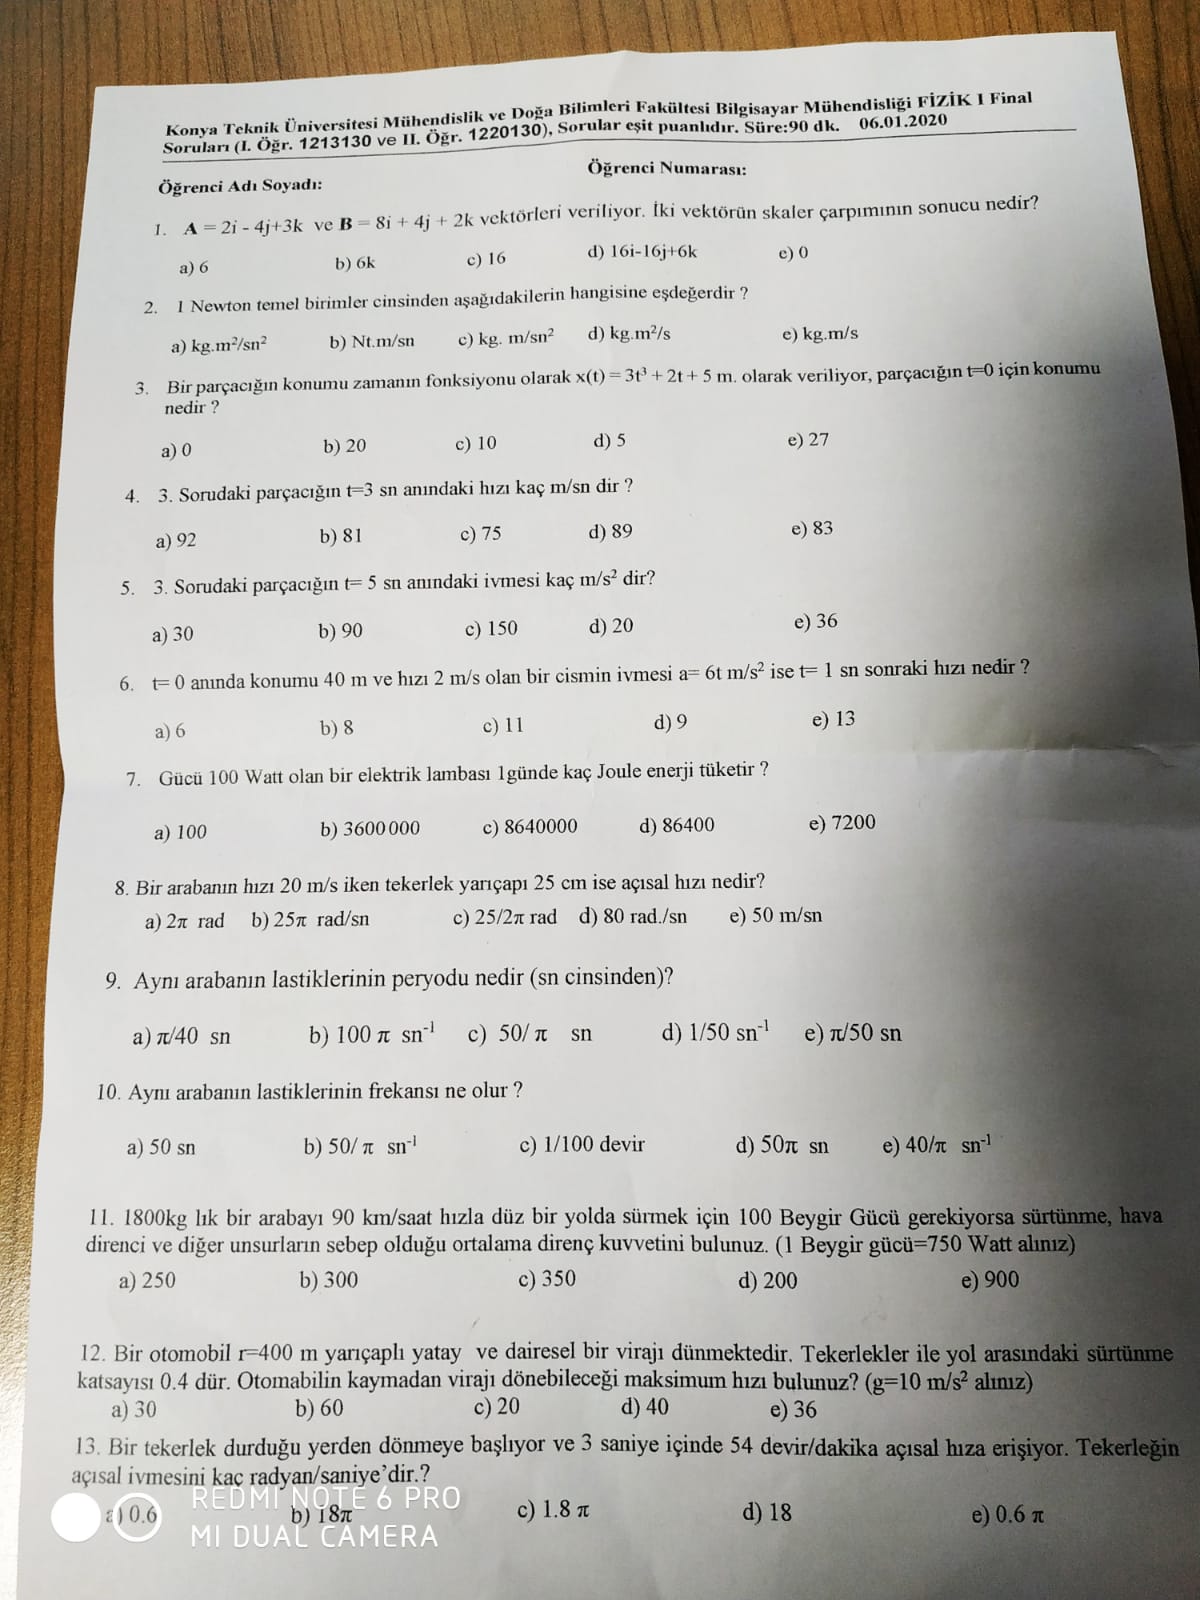 Konya Teknik Üniversitesi Mühendislik ve Doğa Bilimleri Fakültesi Bilgisayar Mühendisliği FİZİK I Final
Soruları (I. Öğr. 1213130 ve II. Öğr. 1220130), Sorular eşit puanlıdır. Süre:90 dk. 06.01.2020
Öğrenci Adı Soyadı: Öğrenci Numarası:
1. A = 2i - 4j+3k ve B = 8i + 4j + 2k vektörleri veriliyor. İki vektörün skaler çarpımının sonucu nedir?
a) 6 b) 6k c) 16 d) 16i-16j+6k e) 0
2. 1 Newton temel birimler cinsinden aşağıdakilerin hangisine eşdeğerdir ?
a) kg.m²/sn² b) Nt.m/sn c) kg. m/sn² d) kg.m²/s e) kg.m/s
3. Bir parçacığın konumu zamanın fonksiyonu olarak x(t) = 3t³ + 2t + 5 m. olarak veriliyor, parçacığın t=0 için konumu
nedir ?
a) 0 b) 20 c) 10 d) 5 e) 27
4. 3. Sorudaki parçacığın t=3 sn anındaki hızı kaç m/sn dir ?
a) 92 b) 81 c) 75 d) 89 e) 83
5. 3. Sorudaki parçacığın t= 5 sn anındaki ivmesi kaç m/s² dir?
a) 30 b) 90 c) 150 d) 20 e) 36
6. t= 0 anında konumu 40 m ve hızı 2 m/s olan bir cismin ivmesi a= 6t m/s² ise t= 1 sn sonraki hızı nedir ?
a) 6 b) 8 c) 11 d) 9 e) 13
7. Gücü 100 Watt olan bir elektrik lambası 1günde kaç Joule enerji tüketir ?
a) 100 b) 3600000 c) 8640000 d) 86400 e) 7200
8. Bir arabanın hızı 20 m/s iken tekerlek yarıçapı 25 cm ise açısal hızı nedir?
a) 2π rad b) 25π rad/sn c) 25/2π rad d) 80 rad./sn e) 50 m/sn
9. Aynı arabanın lastiklerinin peryodu nedir (sn cinsinden)?
a) π/40 sn b) 100 π sn⁻¹ c) 50/ π sn d) 1/50 sn⁻¹ e) π/50 sn
10. Aynı arabanın lastiklerinin frekansı ne olur ?
a) 50 sn b) 50/ π sn⁻¹ c) 1/100 devir d) 50π sn e) 40/π sn⁻¹
11. 1800kg lık bir arabayı 90 km/saat hızla düz bir yolda sürmek için 100 Beygir Gücü gerekiyorsa sürtünme, hava
direnci ve diğer unsurların sebep olduğu ortalama direnç kuvvetini bulunuz. (1 Beygir gücü=750 Watt alınız)
a) 250 b) 300 c) 350 d) 200 e) 900
12. Bir otomobil r=400 m yarıçaplı yatay ve dairesel bir virajı dönmektedir. Tekerlekler ile yol arasındaki sürtünme
katsayısı 0.4 dür. Otomabilin kaymadan virajı dönebileceği maksimum hızı bulunuz? (g=10 m/s² alınız)
a) 30 b) 60 c) 20 d) 40 e) 36
13. Bir tekerlek durduğu yerden dönmeye başlıyor ve 3 saniye içinde 54 devir/dakika açısal hıza erişiyor. Tekerleğin
açısal ivmesini kaç radyan/saniye'dir.?
a) 0.6 b) 18π c) 1.8 π d) 18 e) 0.6 π
REDMI NOTE 6 PRO
MI DUAL CAMERA